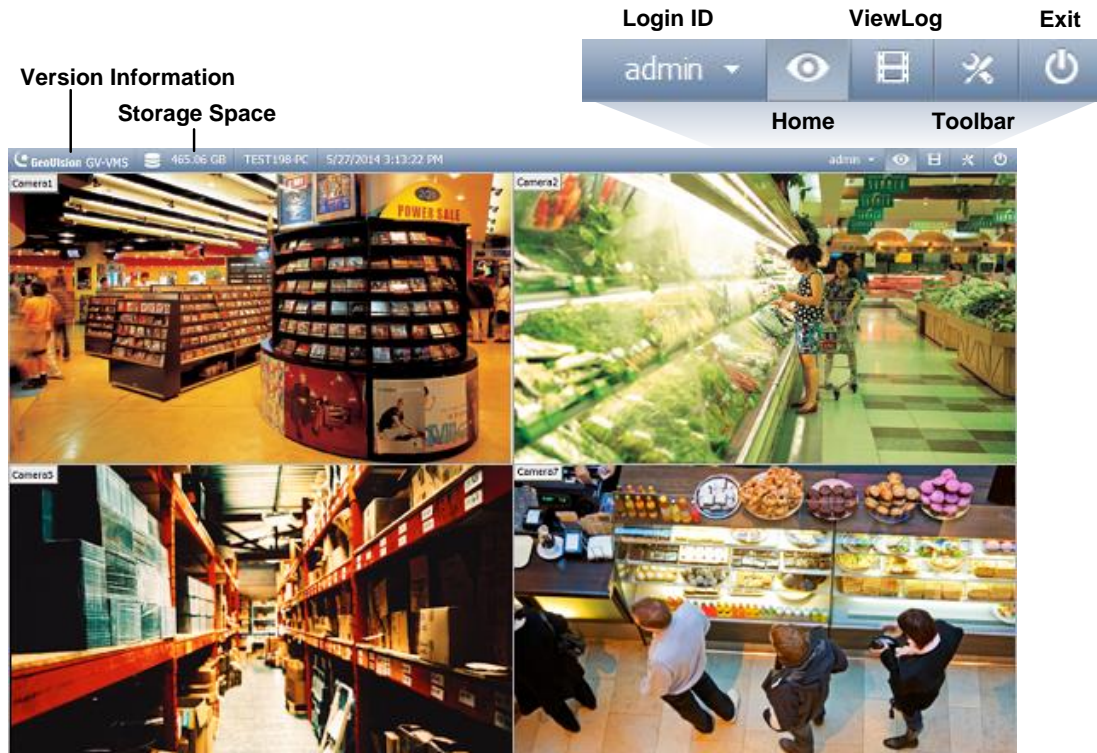 Login ID ViewLog Exit
admin
Home Toolbar
Version Information
Storage Space
GeoVision GV-VMS 465.06 GB TEST198-PC 5/27/2014 3:13:22 PM admin
Camera1
POWER SALE
Camera2
Camera5
Camera7